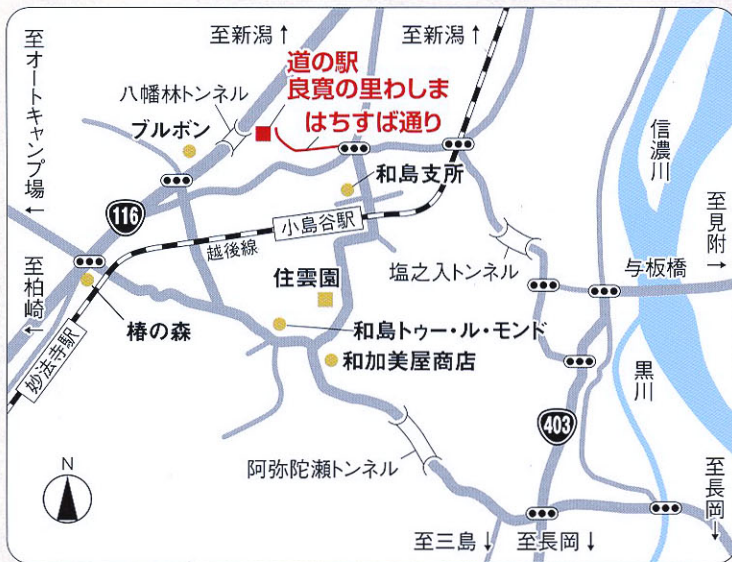 至新潟↑
至新潟↑
至オートキャンプ場←
道の駅
良寛の里わしま
はちすば通り
八幡林トンネル
ブルボン
信濃川
和島支所
116
小島谷駅
越後線
至見附→
与板橋
塩之入トンネル
住雲園
至柏崎←
椿の森
妙法寺駅
和島トゥー・ル・モンド
和加美屋商店
黒川
403
阿弥陀瀬トンネル
N
至三島↓
至長岡↓
至長岡↓